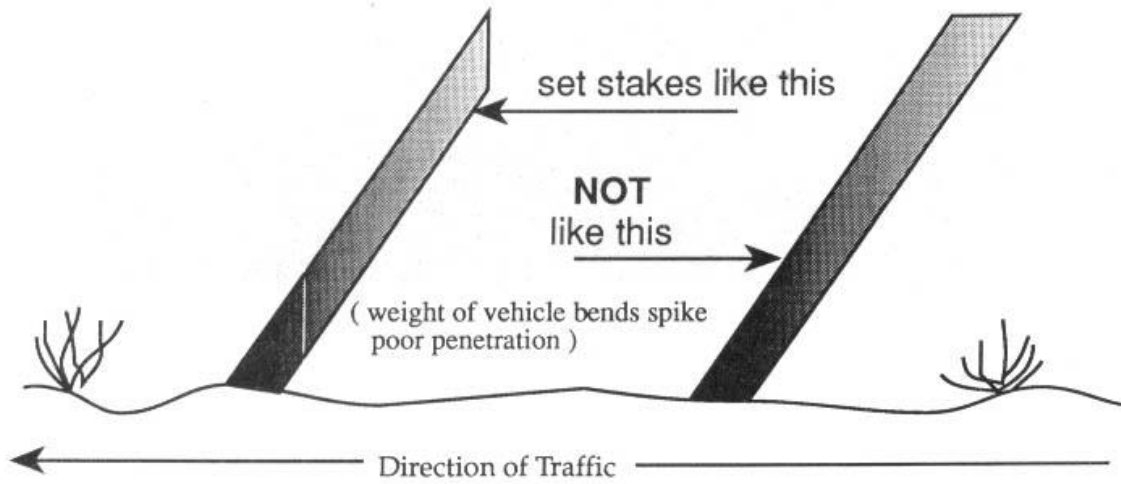 set stakes like this
NOT
like this
( weight of vehicle bends spike
poor penetration )
Direction of Traffic